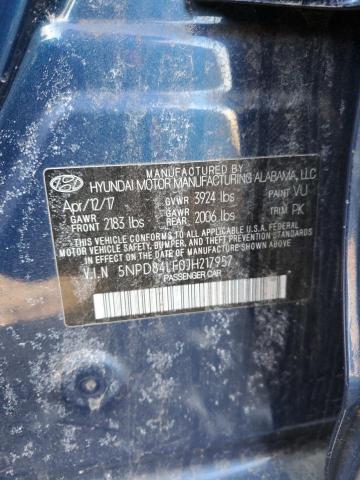 MANUFACTURED BY
HYUNDAI MOTOR MANUFACTURING ALABAMA, LLC
Apr/12/17 GVWR 3924 lbs PAINT VU
GAWR FRONT 2183 lbs GAWR REAR 2006 lbs TRIM PK
THIS VEHICLE CONFORMS TO ALL APPLICABLE U.S.A. FEDERAL
MOTOR VEHICLE SAFETY, BUMPER, AND THEFT PREVENTION
STANDARDS IN EFFECT ON THE DATE OF MANUFACTURE SHOWN ABOVE.
V.I.N 5NPD84LF0JH217957
PASSENGER CAR